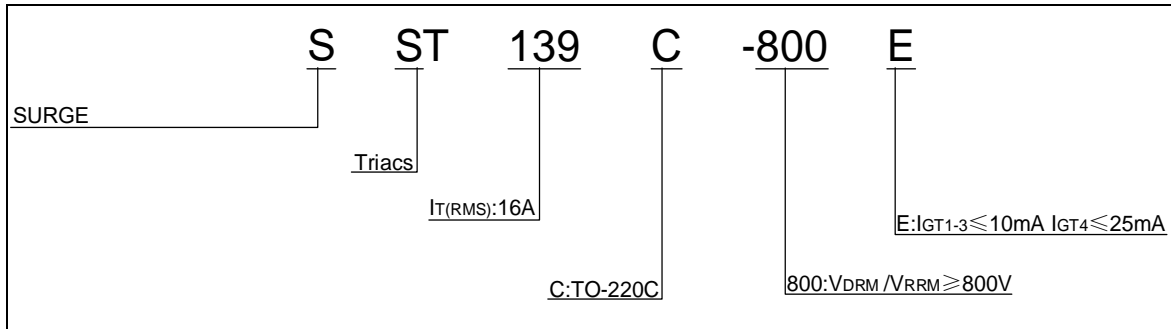 S ST 139 C -800 E
SURGE
Triacs
IT(RMS):16A
E:IGT1-3≤10mA IGT4≤25mA
C:TO-220C 800:VDRM /VRRM≥800V